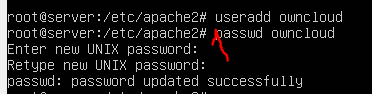 root@server:/etc/apache2# useradd owncloud
root@server:/etc/apache2# passwd owncloud
Enter new UNIX password:
Retype new UNIX password:
passwd: password updated successfully